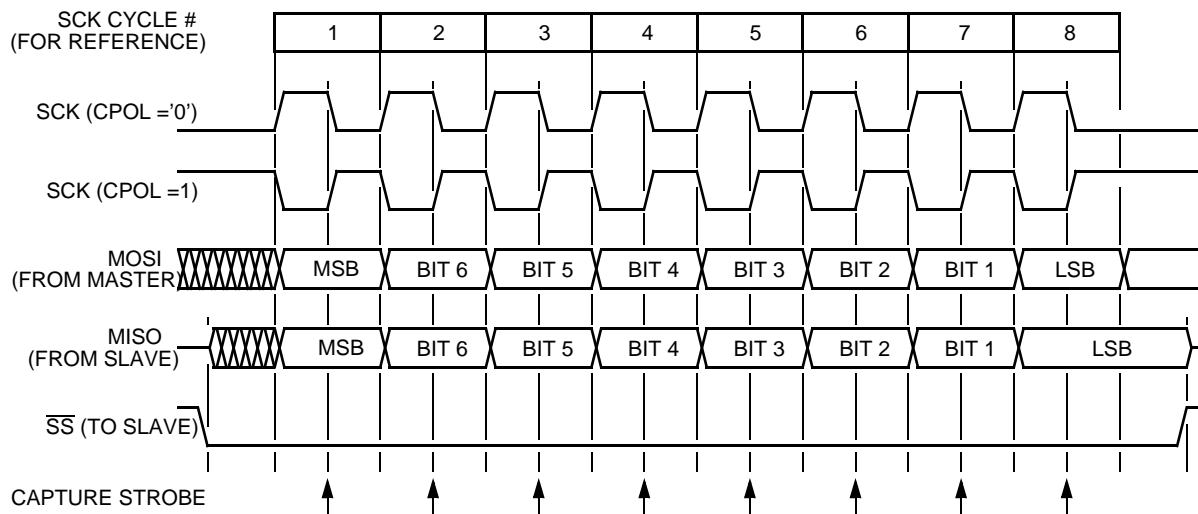 SCK CYCLE #
(FOR REFERENCE)
1 2 3 4 5 6 7 8
SCK (CPOL ='0')
SCK (CPOL =1)
MOSI
(FROM MASTER)
MSB BIT 6 BIT 5 BIT 4 BIT 3 BIT 2 BIT 1 LSB
MISO
(FROM SLAVE)
MSB BIT 6 BIT 5 BIT 4 BIT 3 BIT 2 BIT 1 LSB
S̅S̅ (TO SLAVE)
CAPTURE STROBE